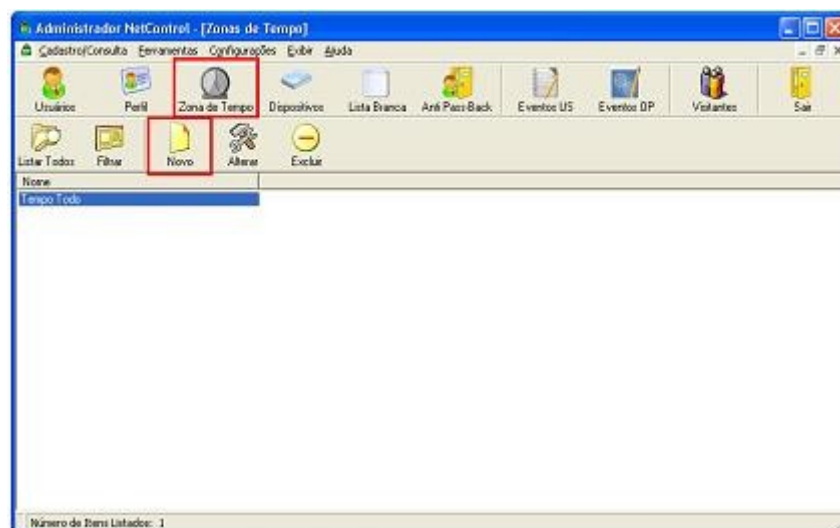 Administrador NetControl - [Zonas de Tempo]
Cadastro/Consulta Ferramentas Configurações Exibir Ajuda
Usuários Perfil Zona de Tempo Dispositivos Lista Branca Anti Pass-Back Eventos US Eventos OP Visitantes Sair
Listar Todos Filtrar Novo Alterar Excluir
Nome
Tempo Todo
Número de Itens Listados: 1